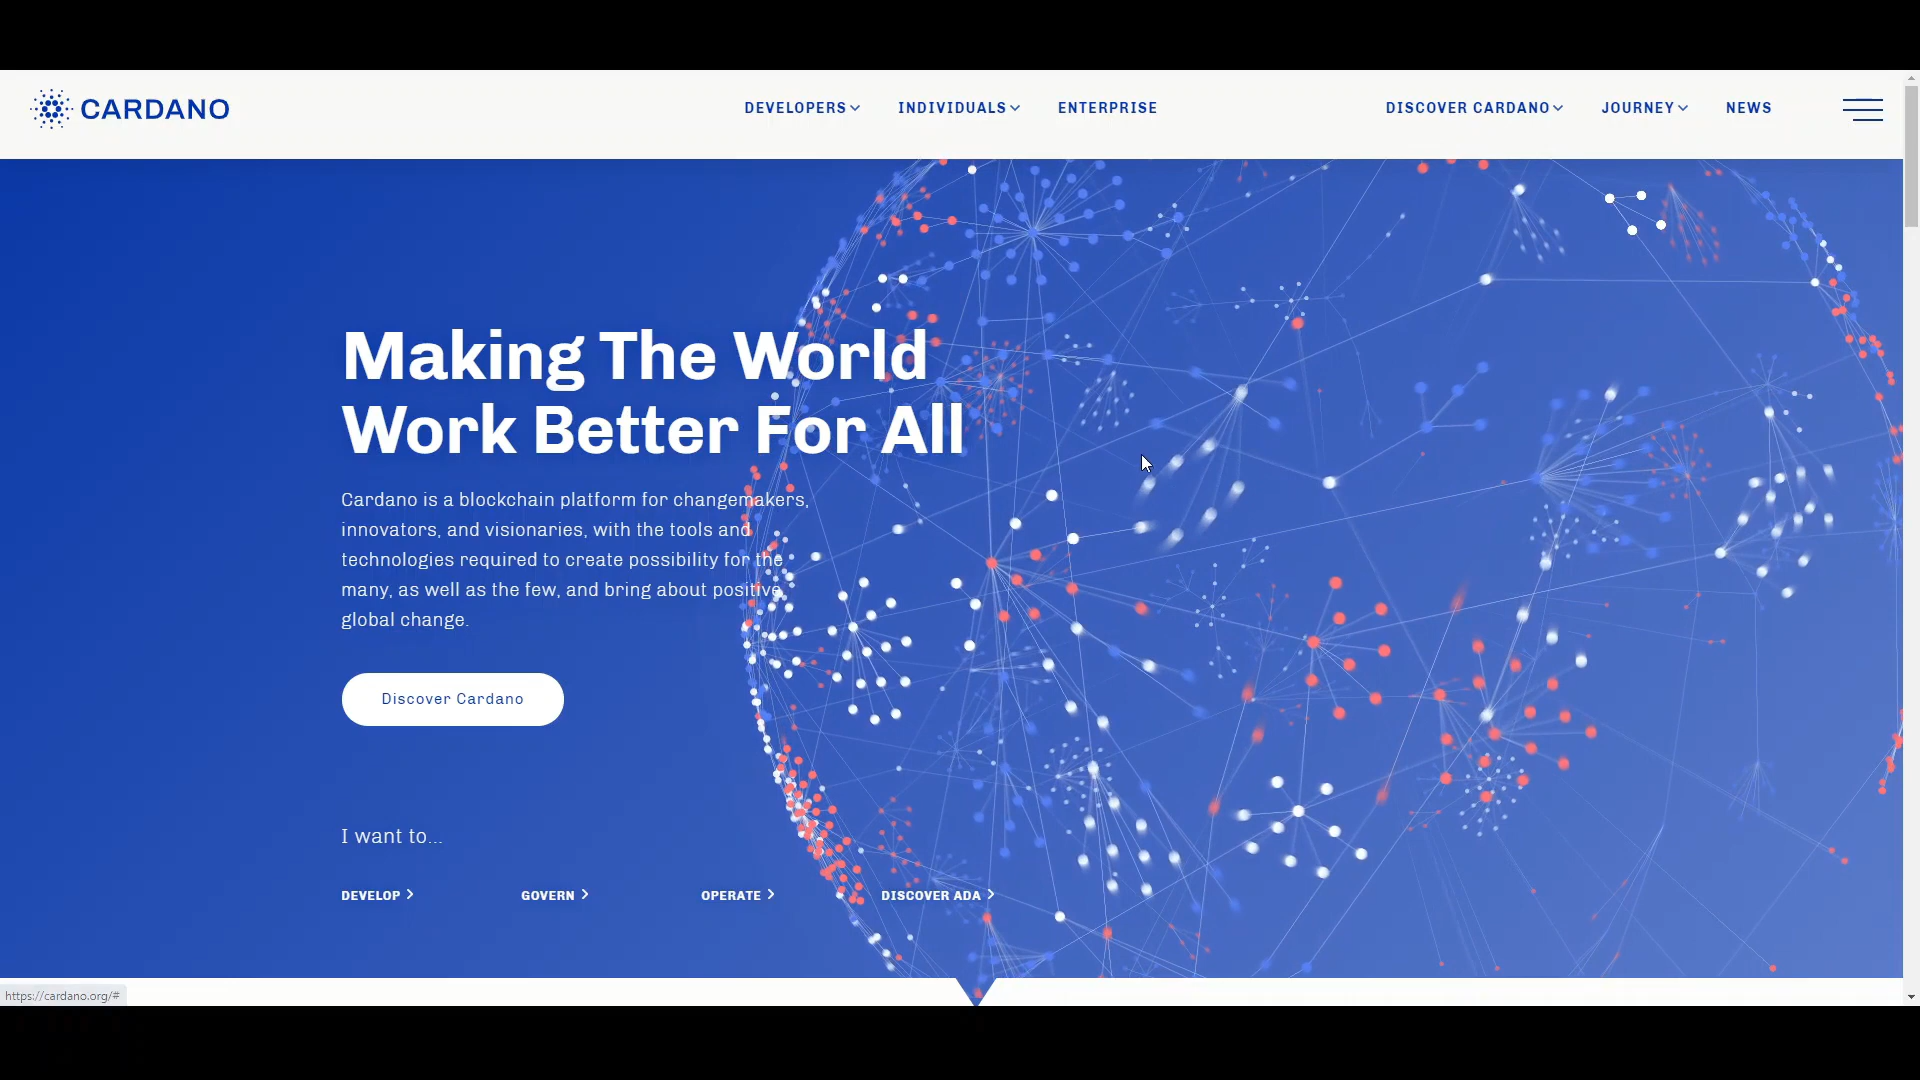 CARDANO
DEVELOPERS INDIVIDUALS ENTERPRISE DISCOVER CARDANO JOURNEY NEWS
Making The World
Work Better For All
Cardano is a blockchain platform for changemakers,
innovators, and visionaries, with the tools and
technologies required to create possibility for the
many, as well as the few, and bring about positive
global change.
Discover Cardano
I want to...
DEVELOP GOVERN OPERATE DISCOVER ADA
https://cardano.org/#